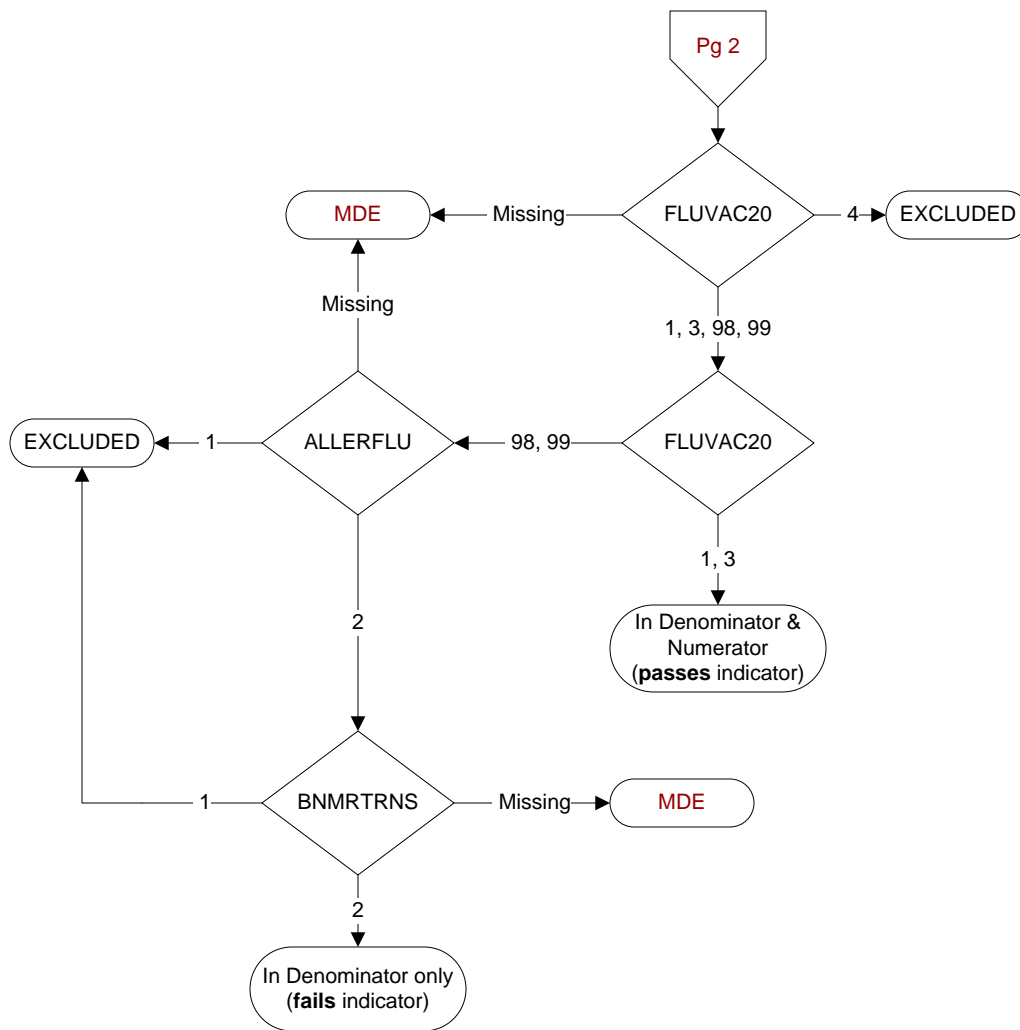 Pg 2
MDE
Missing
FLUVAC20
4
EXCLUDED
Missing
1, 3, 98, 99
EXCLUDED
1
ALLERFLU
98, 99
FLUVAC20
1, 3
2
In Denominator &
Numerator
(passes indicator)
1
BNMRTRNS
Missing
MDE
2
In Denominator only
(fails indicator)